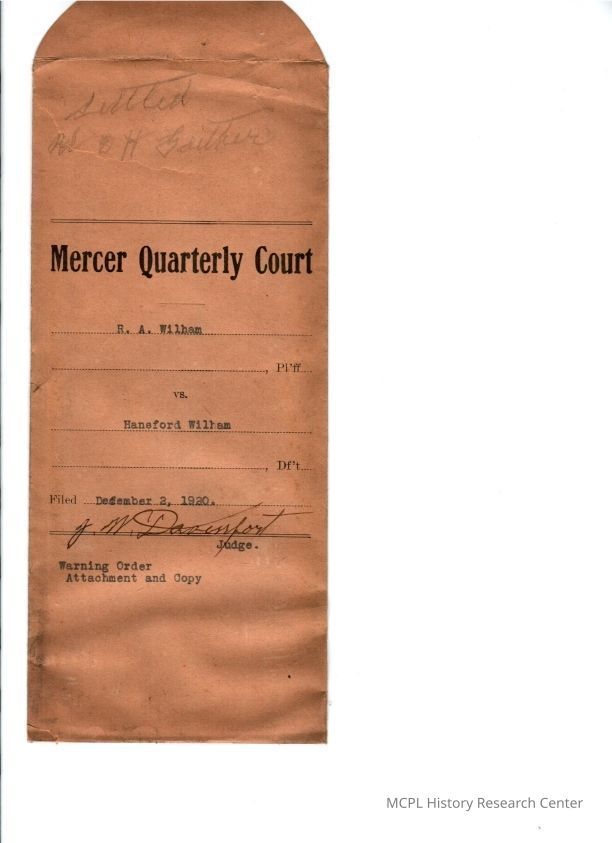 Settled
E H Gaither
Mercer Quarterly Court
R. A. Wilham
, Pl'ff
vs.
Hansford Wilham
, Df't
Filed December 2, 1920.
J. W. Davenport
Judge.
Warning Order
Attachment and Copy
MCPL History Research Center